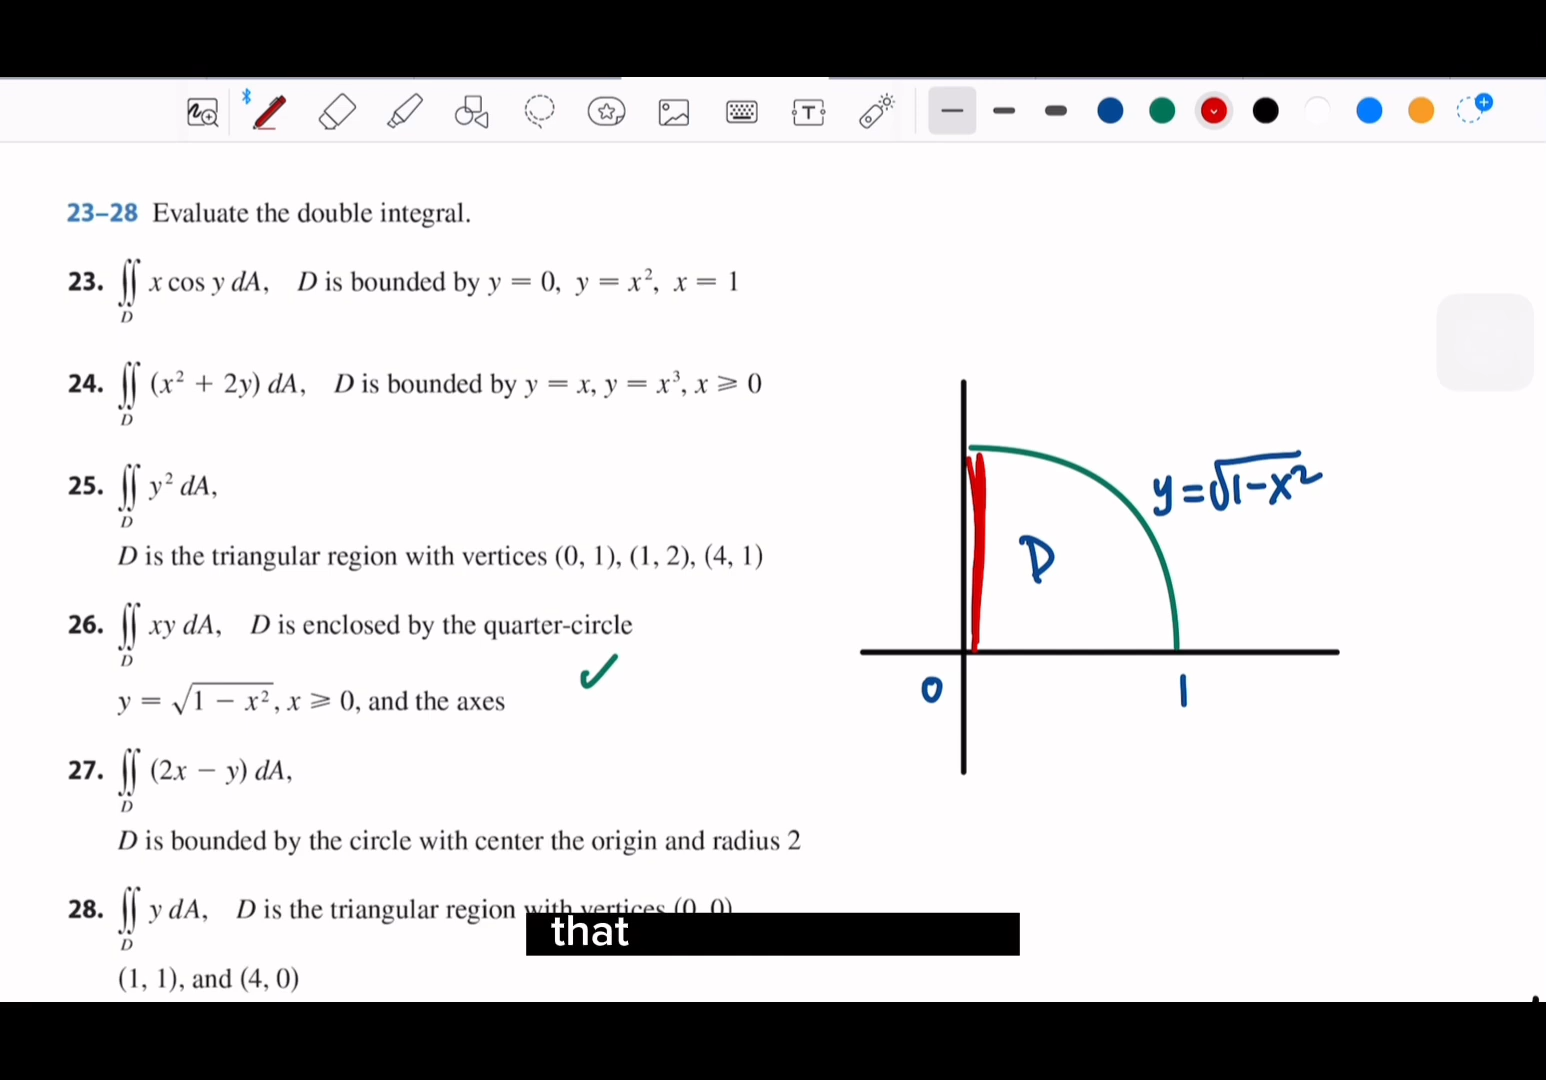 T
23–28 Evaluate the double integral.
23. ∬_D x cos y dA, D is bounded by y = 0, y = x², x = 1
24. ∬_D (x² + 2y) dA, D is bounded by y = x, y = x³, x ⩾ 0
25. ∬_D y² dA,
D is the triangular region with vertices (0, 1), (1, 2), (4, 1)
26. ∬_D xy dA, D is enclosed by the quarter-circle
y = √(1 − x²), x ⩾ 0, and the axes
27. ∬_D (2x − y) dA,
D is bounded by the circle with center the origin and radius 2
28. ∬_D y dA, D is the triangular region with vertices (0, 0)
(1, 1), and (4, 0)
y=√(1-x²)
D
0
1
that